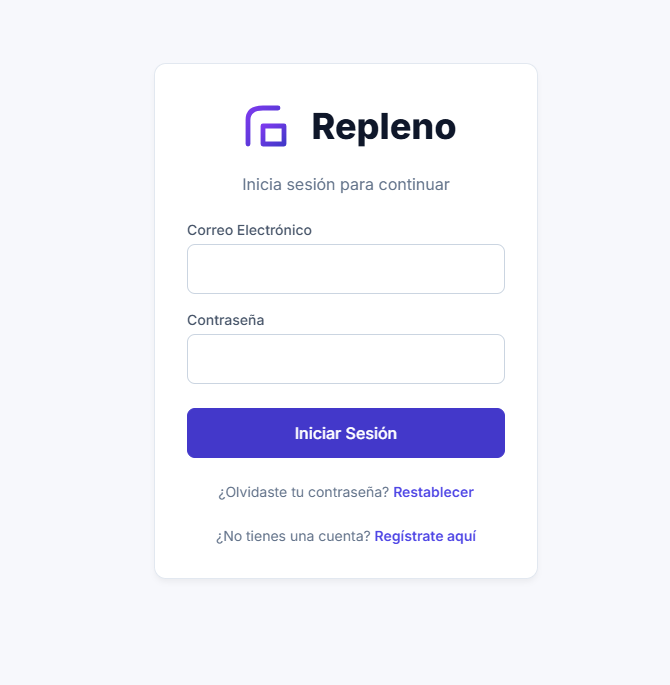 Repleno
Inicia sesión para continuar
Correo Electrónico
Contraseña
Iniciar Sesión
¿Olvidaste tu contraseña? Restablecer
¿No tienes una cuenta? Regístrate aquí